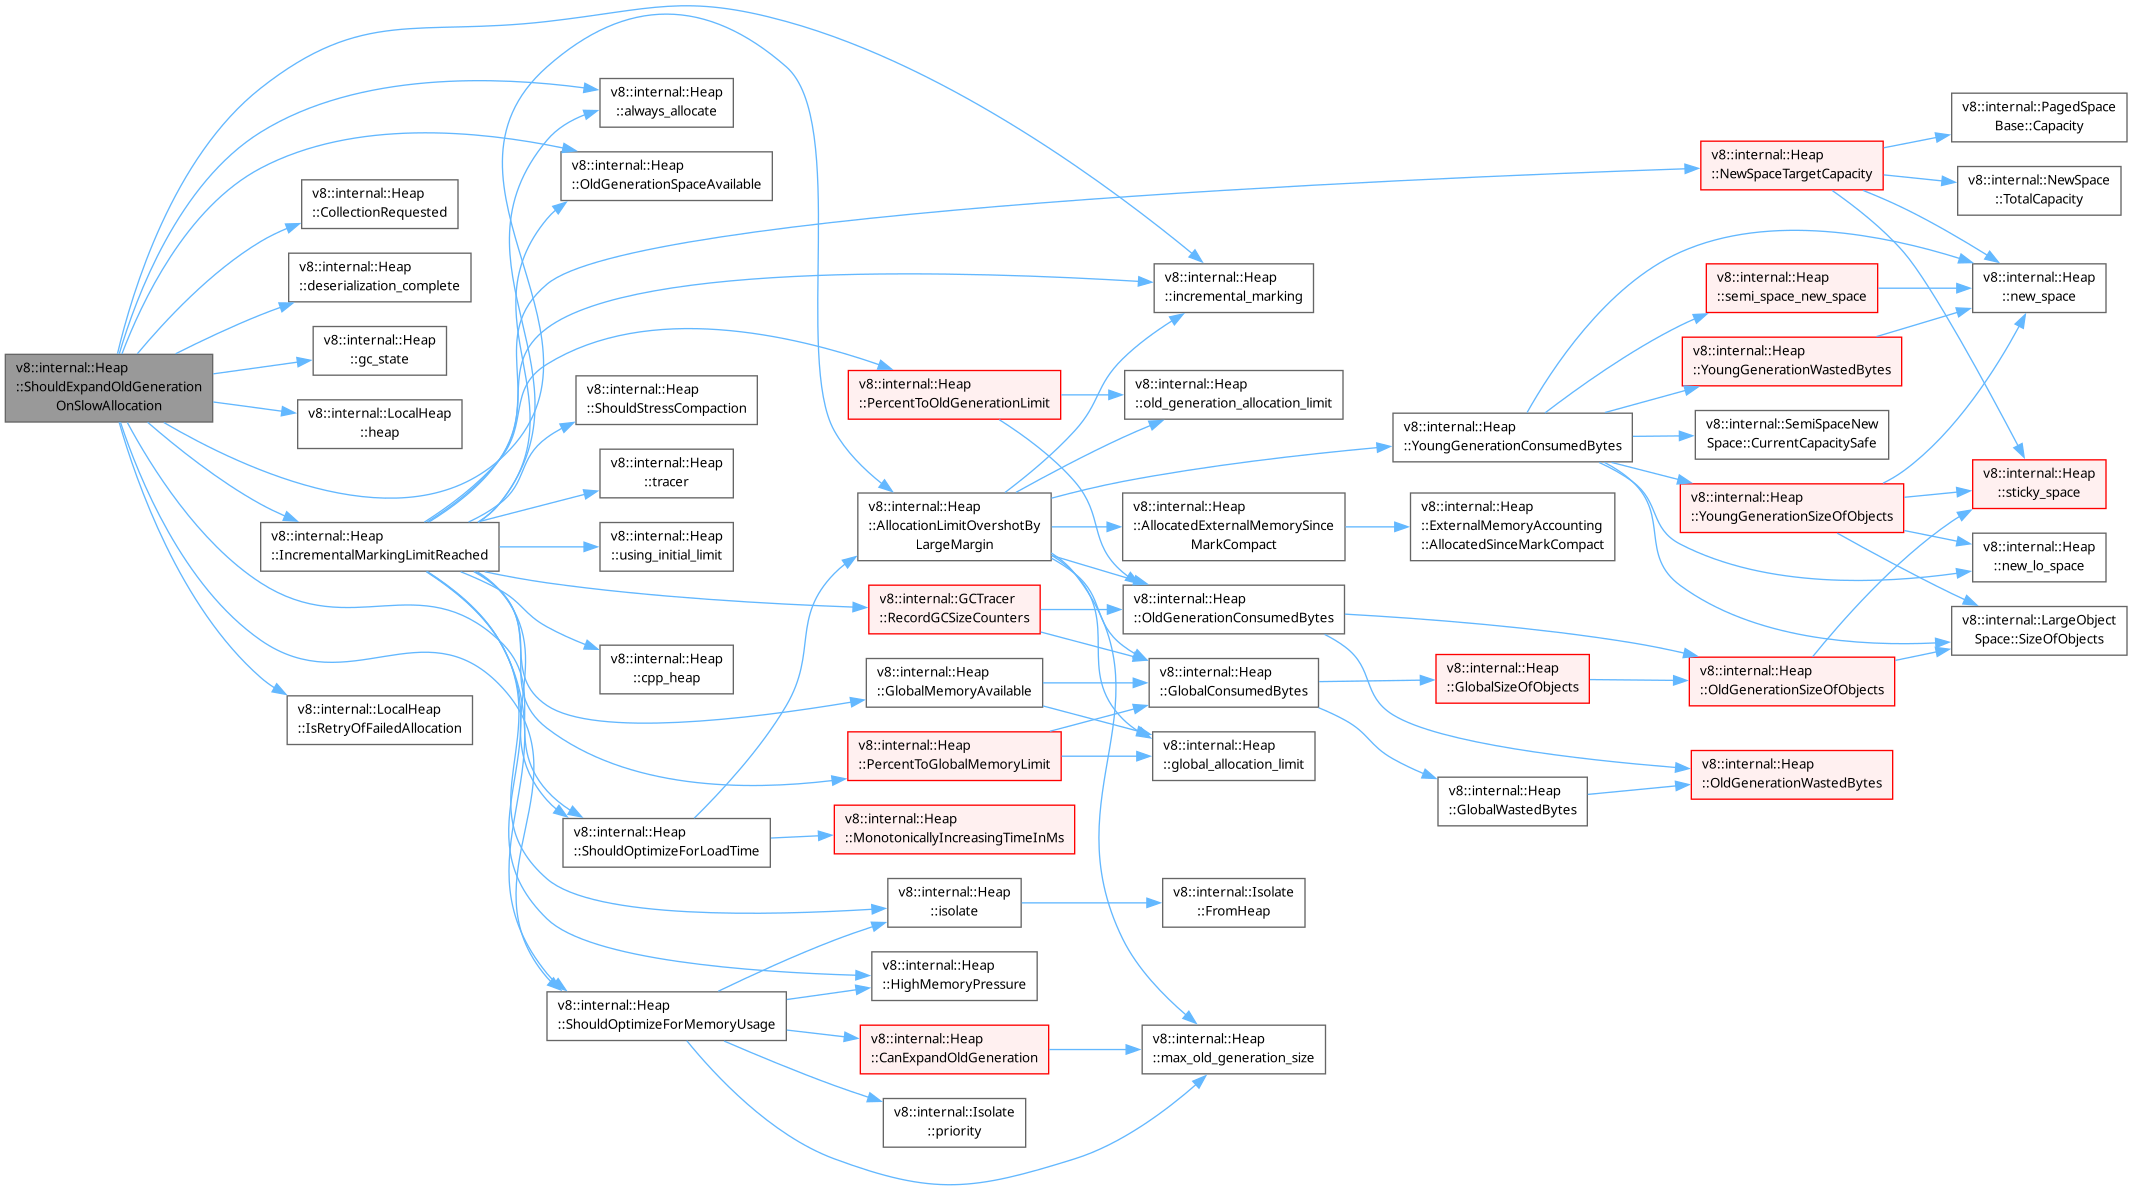 v8::internal::Heap
::ShouldExpandOldGeneration
OnSlowAllocation
v8::internal::Heap
::always_allocate
v8::internal::Heap
::OldGenerationSpaceAvailable
v8::internal::Heap
::CollectionRequested
v8::internal::Heap
::deserialization_complete
v8::internal::Heap
::gc_state
v8::internal::LocalHeap
::heap
v8::internal::Heap
::IncrementalMarkingLimitReached
v8::internal::LocalHeap
::IsRetryOfFailedAllocation
v8::internal::Heap
::ShouldStressCompaction
v8::internal::Heap
::tracer
v8::internal::Heap
::using_initial_limit
v8::internal::Heap
::cpp_heap
v8::internal::Heap
::ShouldOptimizeForLoadTime
v8::internal::Heap
::ShouldOptimizeForMemoryUsage
v8::internal::Heap
::PercentToOldGenerationLimit
v8::internal::Heap
::AllocationLimitOvershotBy
LargeMargin
v8::internal::GCTracer
::RecordGCSizeCounters
v8::internal::Heap
::GlobalMemoryAvailable
v8::internal::Heap
::PercentToGlobalMemoryLimit
v8::internal::Heap
::MonotonicallyIncreasingTimeInMs
v8::internal::Heap
::isolate
v8::internal::Heap
::HighMemoryPressure
v8::internal::Heap
::CanExpandOldGeneration
v8::internal::Isolate
::priority
v8::internal::Heap
::incremental_marking
v8::internal::Heap
::old_generation_allocation_limit
v8::internal::Heap
::AllocatedExternalMemorySince
MarkCompact
v8::internal::Heap
::OldGenerationConsumedBytes
v8::internal::Heap
::GlobalConsumedBytes
v8::internal::Heap
::global_allocation_limit
v8::internal::Isolate
::FromHeap
v8::internal::Heap
::max_old_generation_size
v8::internal::Heap
::YoungGenerationConsumedBytes
v8::internal::Heap
::ExternalMemoryAccounting
::AllocatedSinceMarkCompact
v8::internal::Heap
::GlobalSizeOfObjects
v8::internal::Heap
::GlobalWastedBytes
v8::internal::Heap
::NewSpaceTargetCapacity
v8::internal::Heap
::semi_space_new_space
v8::internal::Heap
::YoungGenerationWastedBytes
v8::internal::SemiSpaceNew
Space::CurrentCapacitySafe
v8::internal::Heap
::YoungGenerationSizeOfObjects
v8::internal::Heap
::OldGenerationSizeOfObjects
v8::internal::Heap
::OldGenerationWastedBytes
v8::internal::PagedSpace
Base::Capacity
v8::internal::NewSpace
::TotalCapacity
v8::internal::Heap
::new_space
v8::internal::Heap
::sticky_space
v8::internal::Heap
::new_lo_space
v8::internal::LargeObject
Space::SizeOfObjects